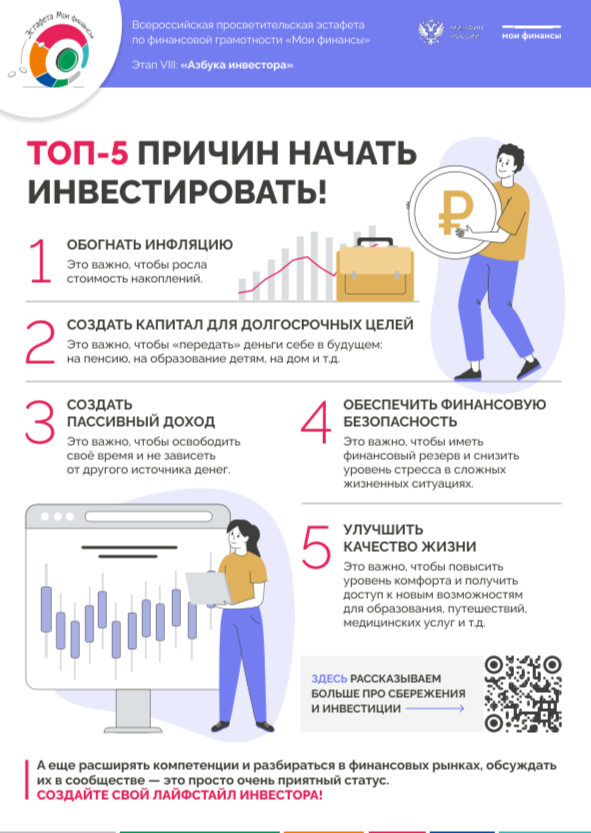 Эстафета Мои финансы
Всероссийская просветительская эстафета
по финансовой грамотности «Мои финансы»
Этап VIII: «Азбука инвестора»
МИНФИН
РОССИИ
мои финансы
ТОП-5 ПРИЧИН НАЧАТЬ
ИНВЕСТИРОВАТЬ!
1
ОБОГНАТЬ ИНФЛЯЦИЮ
Это важно, чтобы росла
стоимость накоплений.
2
СОЗДАТЬ КАПИТАЛ ДЛЯ ДОЛГОСРОЧНЫХ ЦЕЛЕЙ
Это важно, чтобы «передать» деньги себе в будущем:
на пенсию, на образование детям, на дом и т.д.
3
СОЗДАТЬ
ПАССИВНЫЙ ДОХОД
Это важно, чтобы освободить
своё время и не зависеть
от другого источника денег.
4
ОБЕСПЕЧИТЬ ФИНАНСОВУЮ
БЕЗОПАСНОСТЬ
Это важно, чтобы иметь
финансовый резерв и снизить
уровень стресса в сложных
жизненных ситуациях.
5
УЛУЧШИТЬ
КАЧЕСТВО ЖИЗНИ
Это важно, чтобы повысить
уровень комфорта и получить
доступ к новым возможностям
для образования, путешествий,
медицинских услуг и т.д.
ЗДЕСЬ РАССКАЗЫВАЕМ
БОЛЬШЕ ПРО СБЕРЕЖЕНИЯ
И ИНВЕСТИЦИИ
А еще расширять компетенции и разбираться в финансовых рынках, обсуждать
их в сообществе — это просто очень приятный статус.
СОЗДАЙТЕ СВОЙ ЛАЙФСТАЙЛ ИНВЕСТОРА!